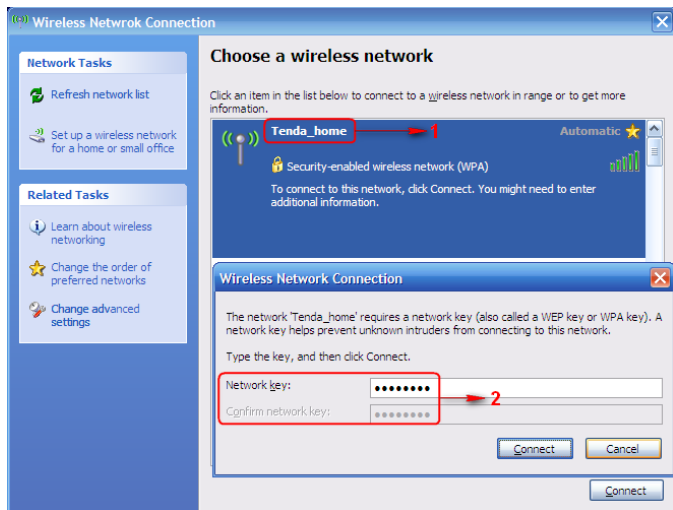 Wireless Netwrok Connection
Network Tasks
Refresh network list
Set up a wireless network
for a home or small office
Related Tasks
Learn about wireless
networking
Change the order of
preferred networks
Change advanced
settings
Choose a wireless network
Click an item in the list below to connect to a wireless network in range or to get more
information.
Tenda_home
1
Automatic
Security-enabled wireless network (WPA)
To connect to this network, click Connect. You might need to enter
additional information.
Wireless Network Connection
The network 'Tenda_home' requires a network key (also called a WEP key or WPA key). A
network key helps prevent unknown intruders from connecting to this network.
Type the key, and then click Connect.
Network key:
••••••••
2
Confirm network key:
••••••••
Connect
Cancel
Connect